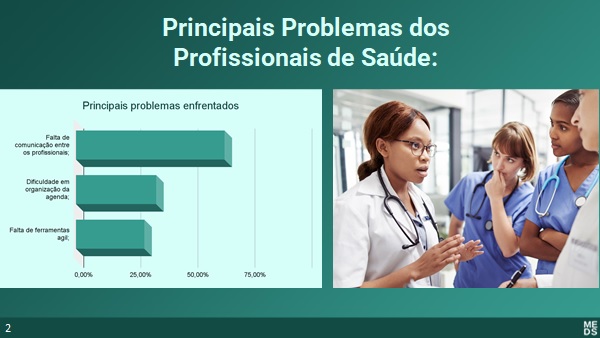 Principais Problemas dos
Profissionais de Saúde:
Principais problemas enfrentados
Falta de
comunicação entre
os profissionais;
Dificuldade em
organização da
agenda;
Falta de ferramentas
agil;
0,00%
25,00%
50,00%
75,00%
2
ME
DS